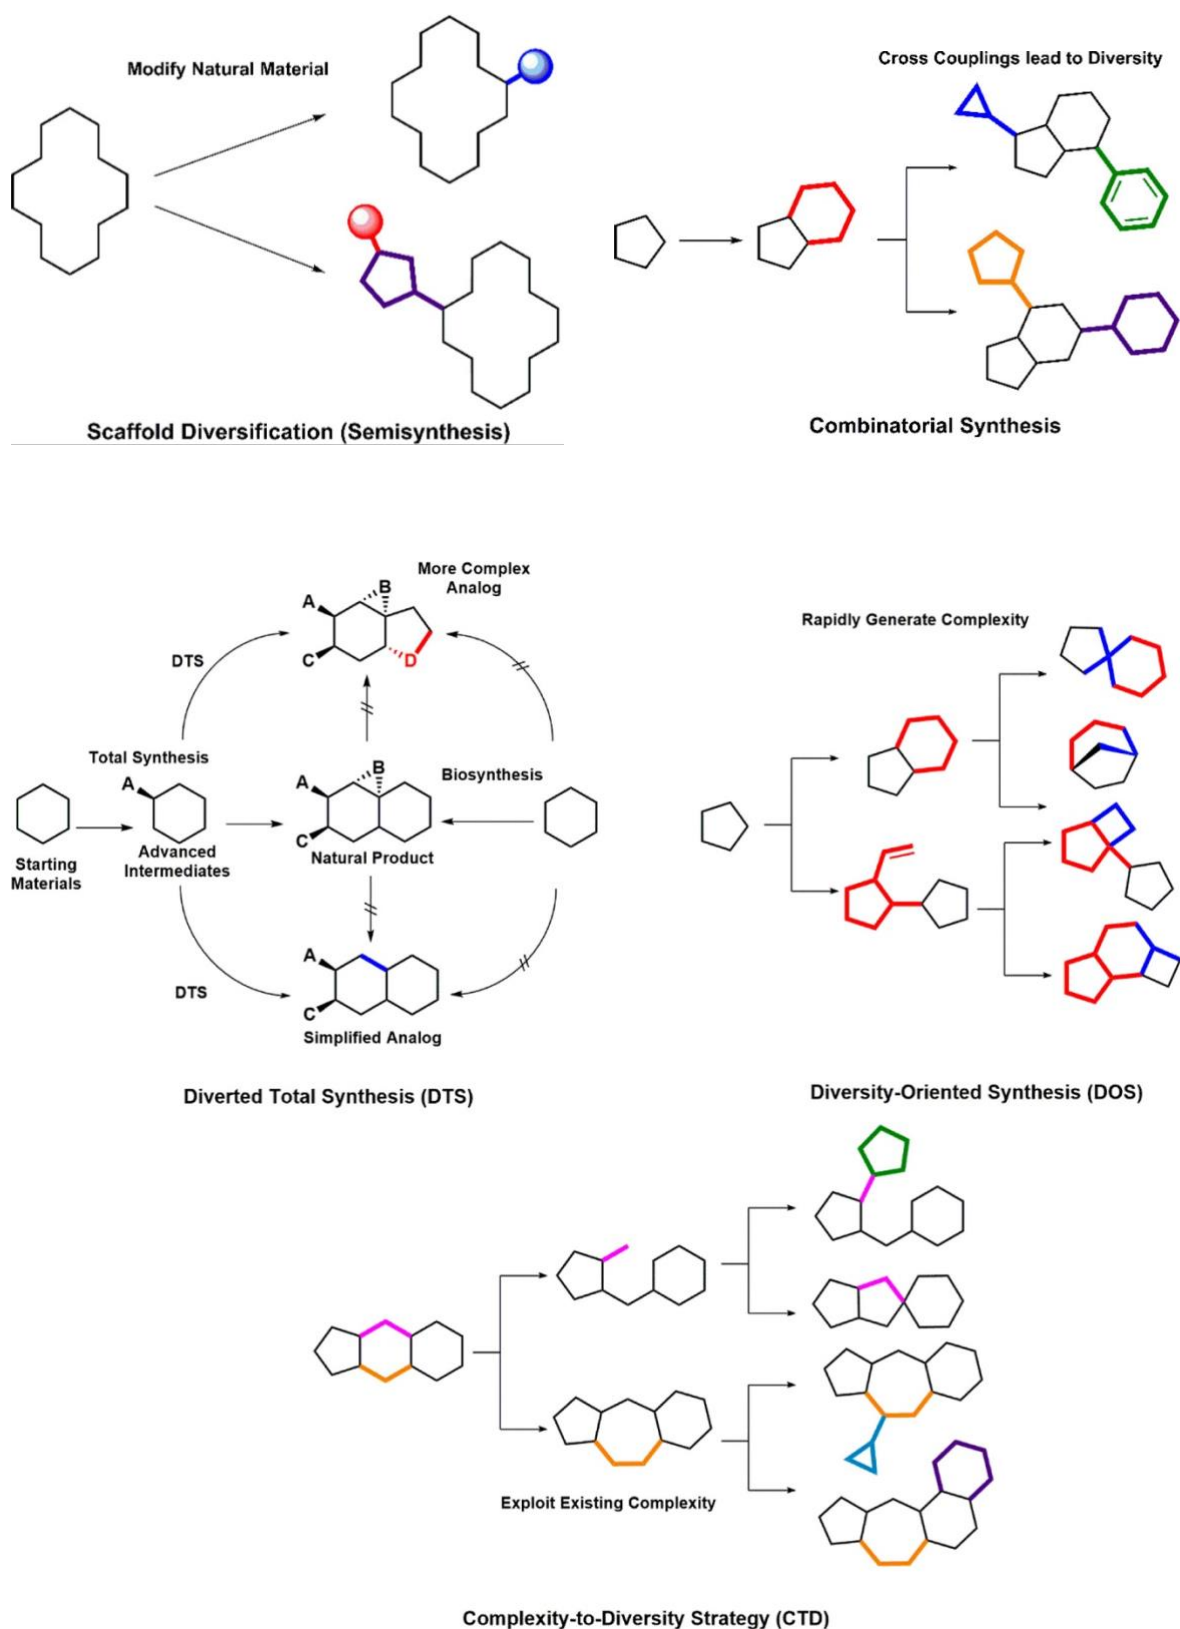 Modify Natural Material
Scaffold Diversification (Semisynthesis)
Cross Couplings lead to Diversity
Combinatorial Synthesis
More Complex
Analog
A
B
C
D
DTS
Total Synthesis
A
Starting
Materials
Advanced
Intermediates
A
B
C
Natural Product
Biosynthesis
A
C
DTS
Simplified Analog
Diverted Total Synthesis (DTS)
Rapidly Generate Complexity
Diversity-Oriented Synthesis (DOS)
Exploit Existing Complexity
Complexity-to-Diversity Strategy (CTD)